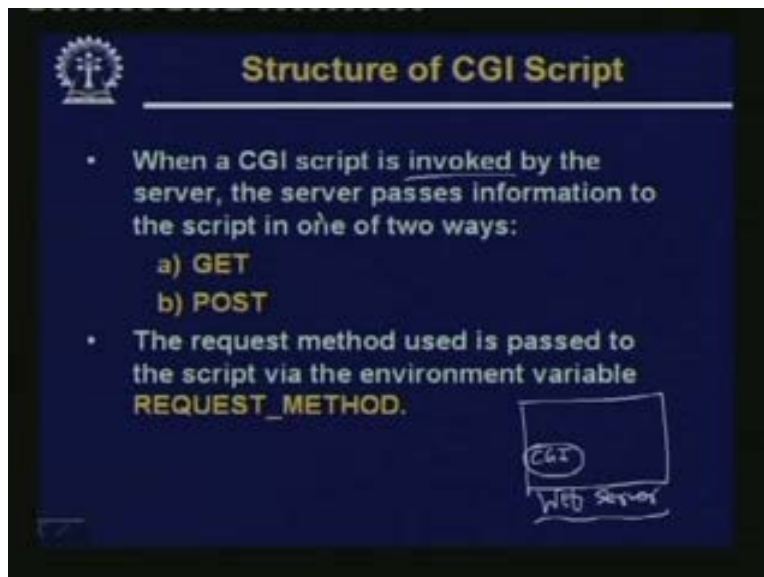 Structure of CGI Script
• When a CGI script is invoked by the
server, the server passes information to
the script in one of two ways:
a) GET
b) POST
• The request method used is passed to
the script via the environment variable
REQUEST_METHOD.
CGI
Web Server